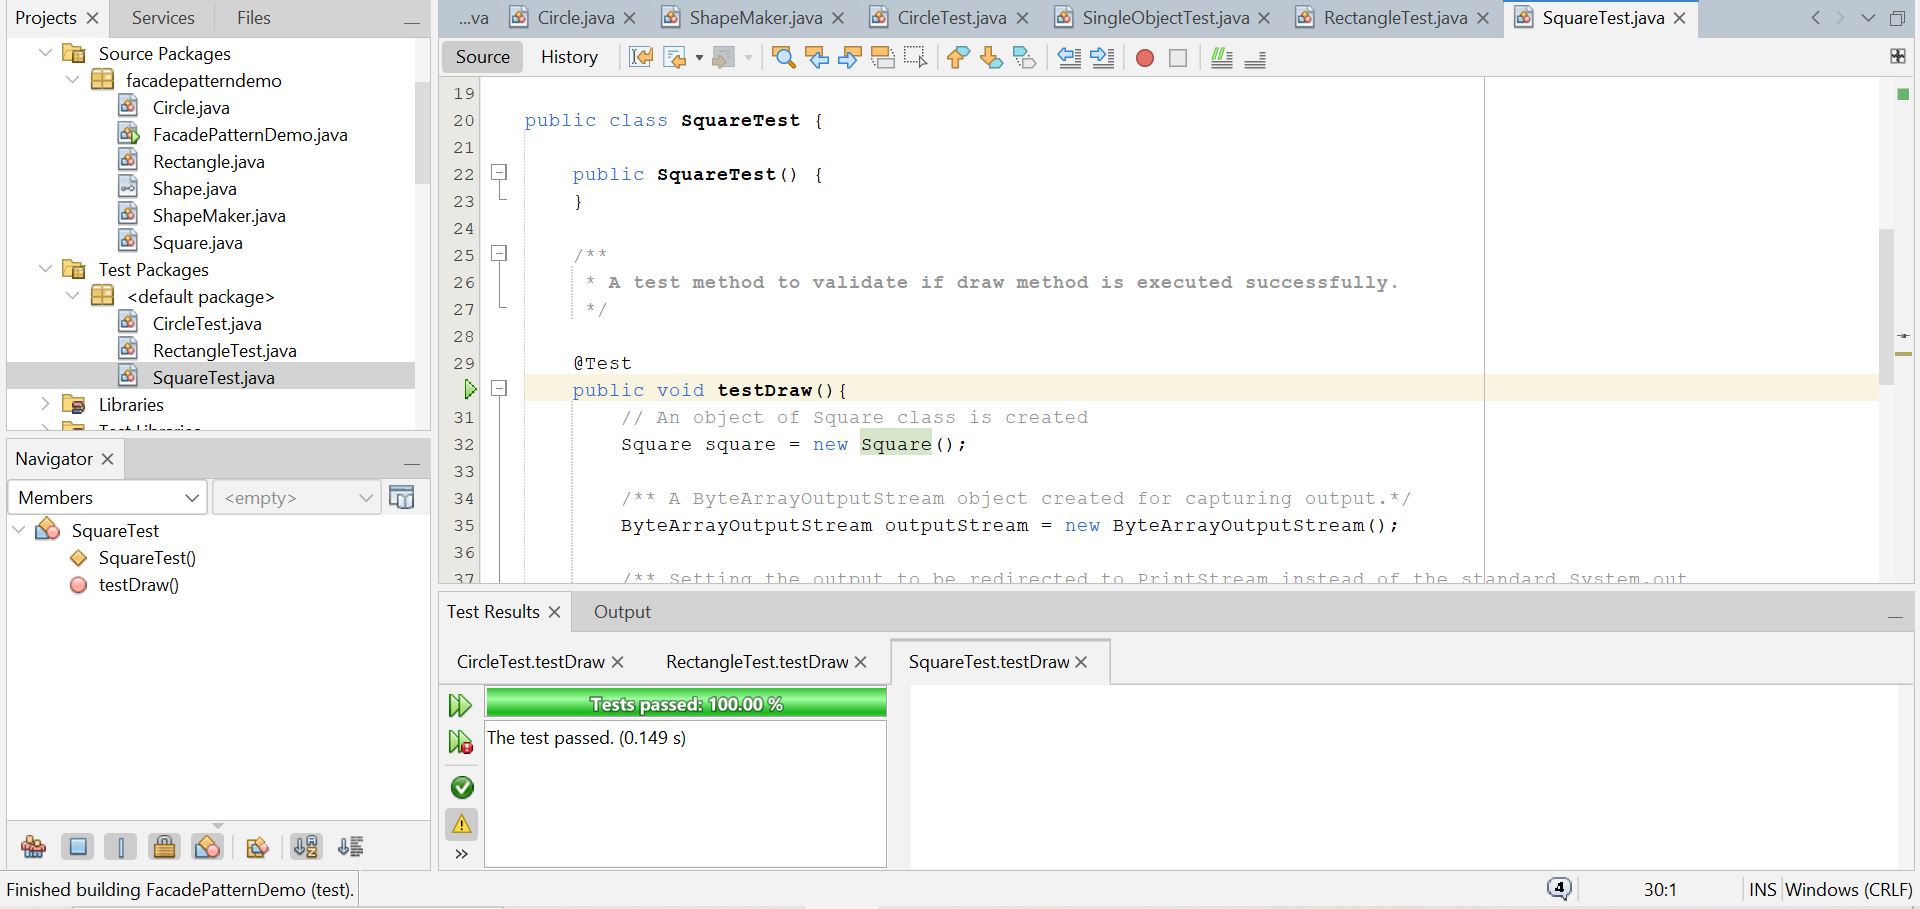 Projects
Services
Files
Source Packages
facadepatterndemo
Circle.java
FacadePatternDemo.java
Rectangle.java
Shape.java
ShapeMaker.java
Square.java
Test Packages
<default package>
CircleTest.java
RectangleTest.java
SquareTest.java
Libraries
Test Libraries
Navigator
Members
<empty>
SquareTest
SquareTest()
testDraw()
...va
Circle.java
ShapeMaker.java
CircleTest.java
SingleObjectTest.java
RectangleTest.java
SquareTest.java
Source
History
19
20 public class SquareTest {
21
22 public SquareTest() {
23 }
24
25 /**
26 * A test method to validate if draw method is executed successfully.
27 */
28
29 @Test
public void testDraw(){
31 // An object of Square class is created
32 Square square = new Square();
33
34 /** A ByteArrayOutputStream object created for capturing output.*/
35 ByteArrayOutputStream outputStream = new ByteArrayOutputStream();
36
37 /** Setting the output to be redirected to PrintStream instead of the standard System.out
Test Results
Output
CircleTest.testDraw
RectangleTest.testDraw
SquareTest.testDraw
Tests passed: 100.00 %
The test passed. (0.149 s)
Finished building FacadePatternDemo (test).
4
30:1
INS
Windows (CRLF)